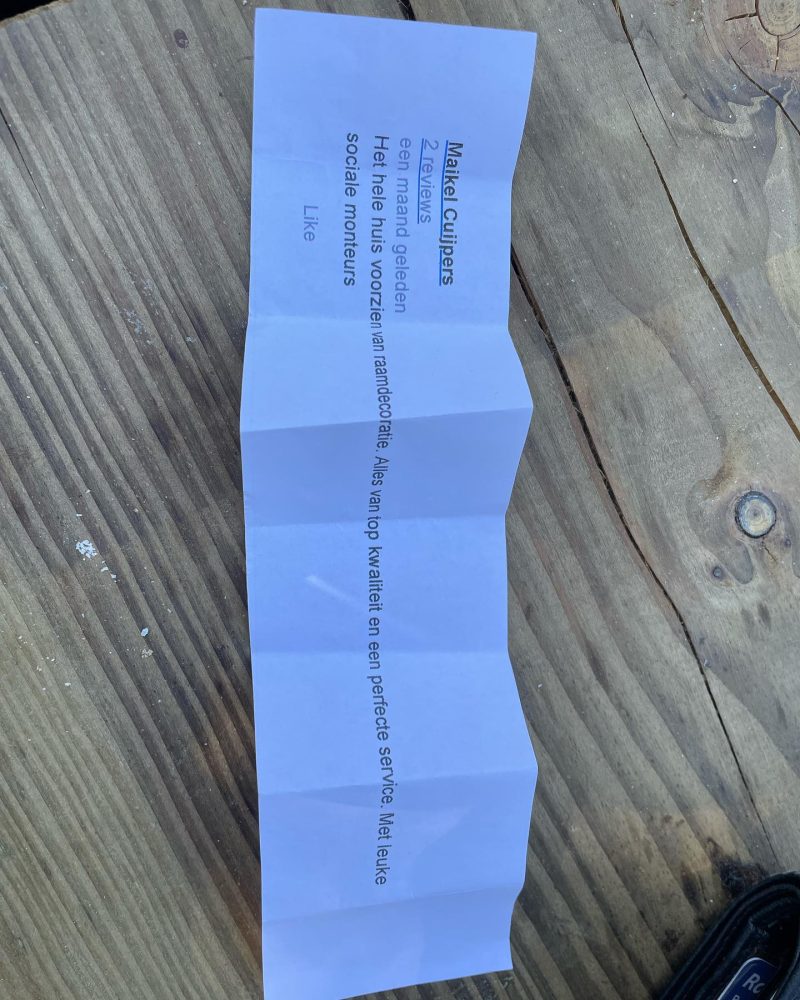 Maikel Cuijpers
2 reviews
een maand geleden
Het hele huis voorzien van raamdecoratie. Alles van top kwaliteit en een perfecte service. Met leuke
sociale monteurs
Like